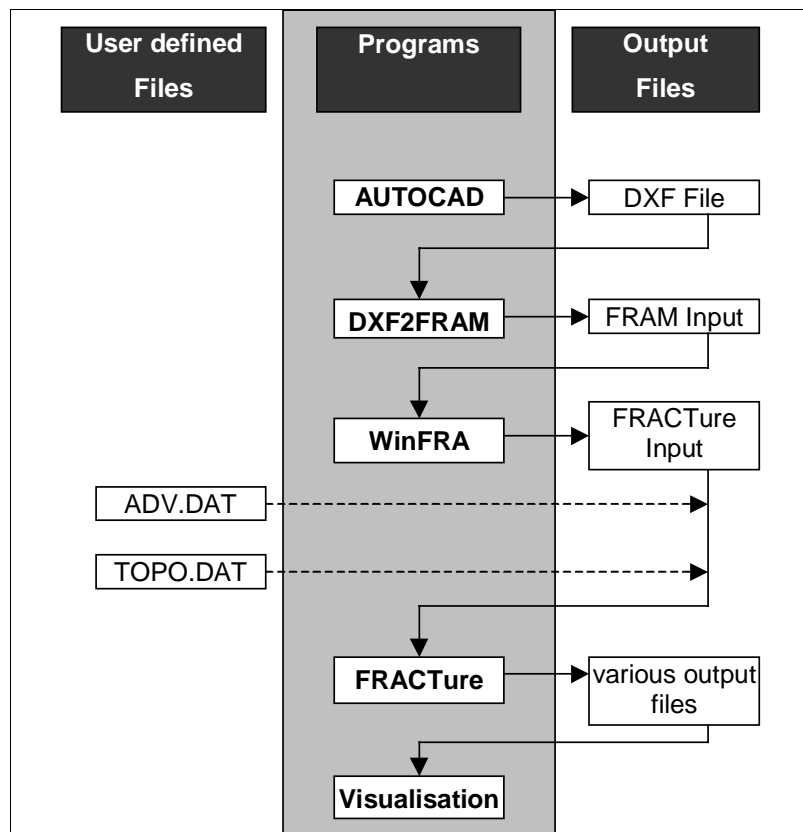 User defined
Files
Programs
Output
Files
AUTOCAD
DXF File
DXF2FRAM
FRAM Input
WinFRA
FRACTure
Input
ADV.DAT
TOPO.DAT
FRACTure
various output
files
Visualisation